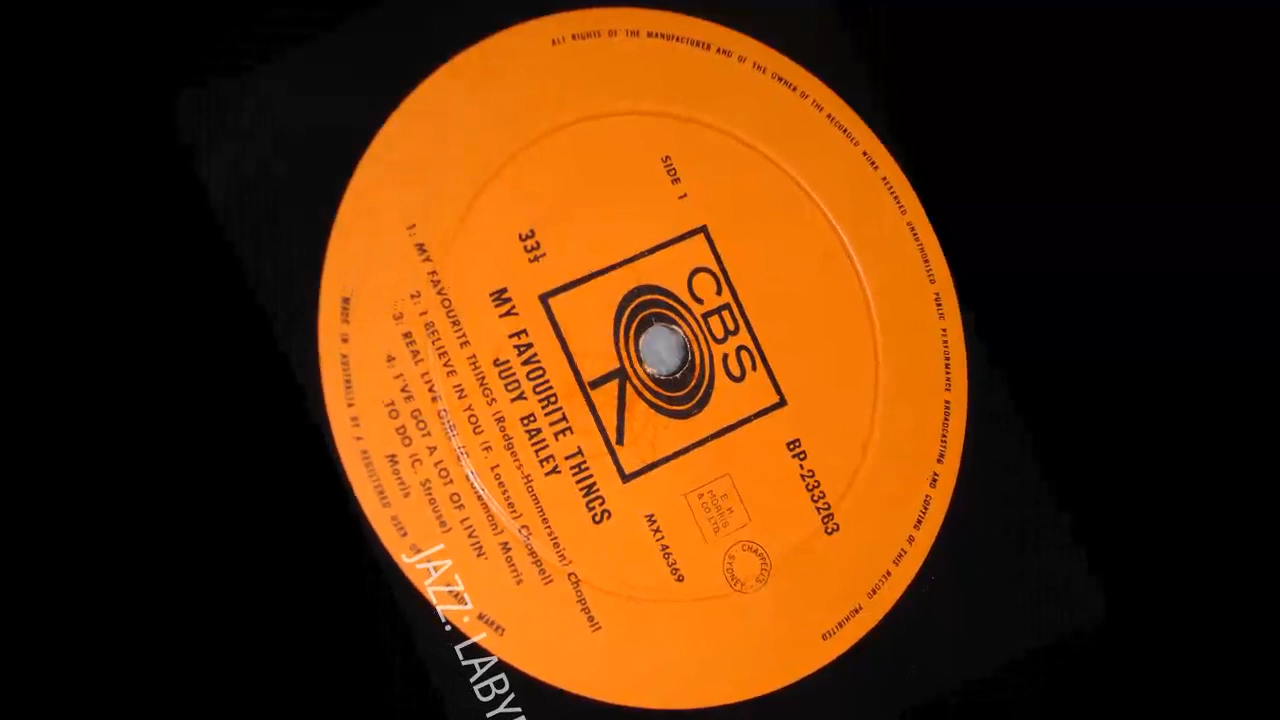 ALL RIGHTS OF THE MANUFACTURER AND OF THE OWNER OF THE RECORDED WORK RESERVED UNAUTHORISED PUBLIC PERFORMANCE BROADCASTING AND COPYING OF THIS RECORD PROHIBITED
SIDE 1
33⅓
CBS
BP-233263
E. H.
MORRIS
& CO LTD.
CHAPPELL'S
SYDNEY
MX146369
MY FAVOURITE THINGS
JUDY BAILEY
1: MY FAVOURITE THINGS (Rodgers-Hammerstein) Chappell
2: I BELIEVE IN YOU (F. Loesser) Chappell
3: REAL LIVE Coleman) Morris
4: I'VE GOT A LOT OF LIVIN'
TO DO (C. Strouse)
Morris
MADE IN AUSTRALIA BY A REGISTERED USER OF MARKS
JAZZ: LABY